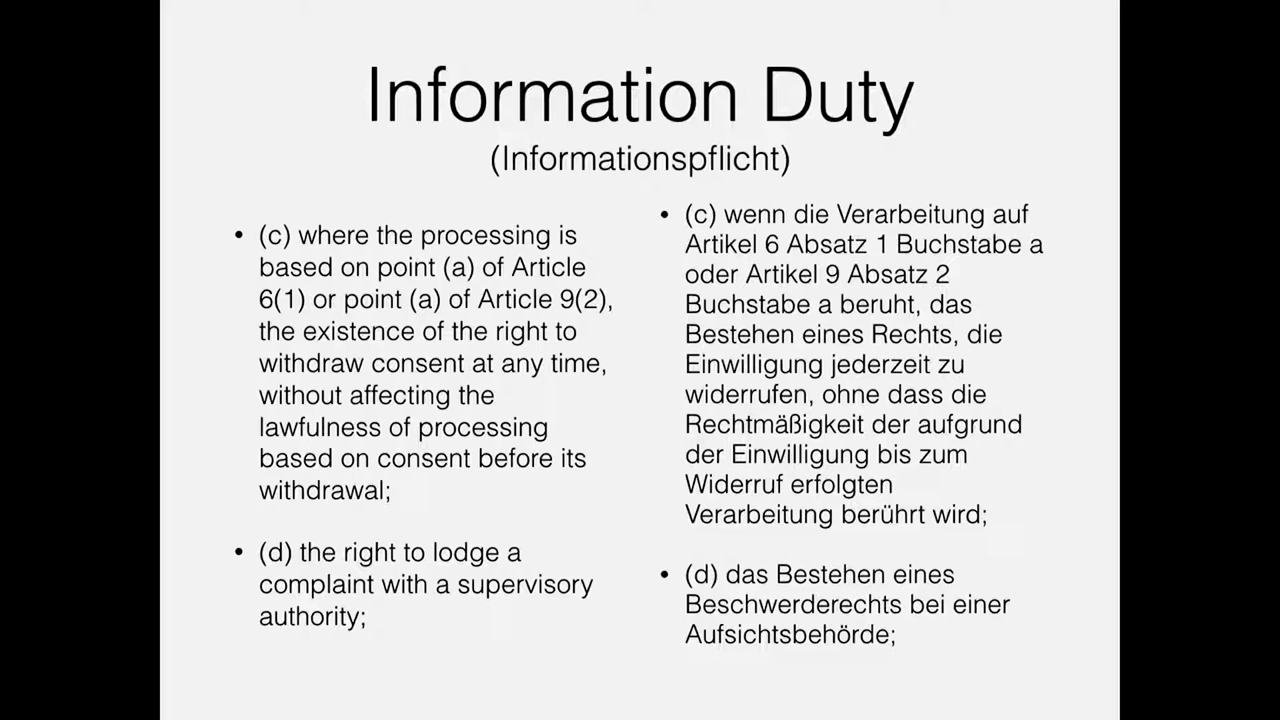 Information Duty
(Informationspflicht)
• (c) where the processing is
based on point (a) of Article
6(1) or point (a) of Article 9(2),
the existence of the right to
withdraw consent at any time,
without affecting the
lawfulness of processing
based on consent before its
withdrawal;
• (d) the right to lodge a
complaint with a supervisory
authority;
• (c) wenn die Verarbeitung auf
Artikel 6 Absatz 1 Buchstabe a
oder Artikel 9 Absatz 2
Buchstabe a beruht, das
Bestehen eines Rechts, die
Einwilligung jederzeit zu
widerrufen, ohne dass die
Rechtmäßigkeit der aufgrund
der Einwilligung bis zum
Widerruf erfolgten
Verarbeitung berührt wird;
• (d) das Bestehen eines
Beschwerderechts bei einer
Aufsichtsbehörde;